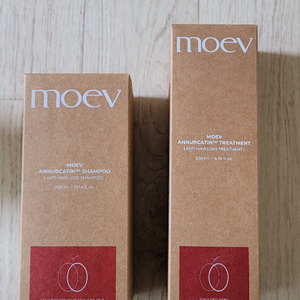 moev
MOEV
ANNURCATIN™ SHAMPOO
[ ANTI HAIR LOSS SHAMPOO ]
moev
MOEV
ANNURCATIN™ TREATMENT
[ ANTI HAIR LOSS TREATMENT ]